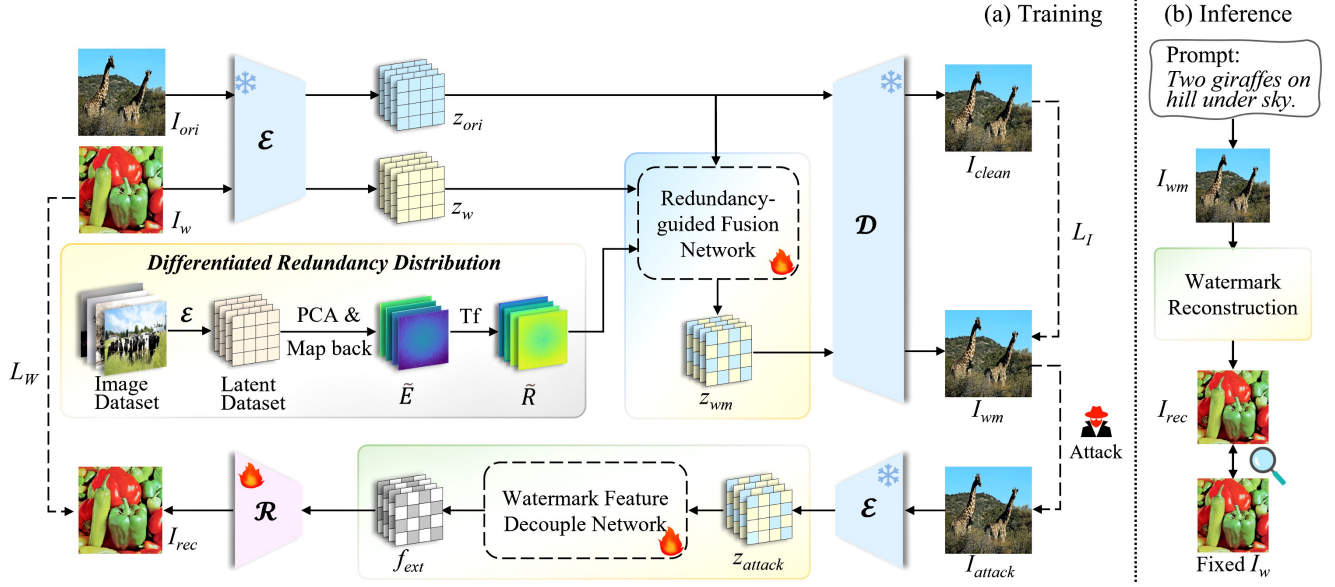 (a) Training
(b) Inference
I_ori
ℰ
z_ori
I_w
z_w
Redundancy-
guided Fusion
Network
z_wm
𝒟
I_clean
L_I
I_wm
Attack
Differentiated Redundancy Distribution
Image
Dataset
ℰ
Latent
Dataset
PCA &
Map back
Ẽ
Tf
R̃
L_W
I_rec
ℛ
f_ext
Watermark Feature
Decouple Network
z_attack
ℰ
I_attack
Prompt:
Two giraffes on
hill under sky.
I_wm
Watermark
Reconstruction
I_rec
Fixed I_w